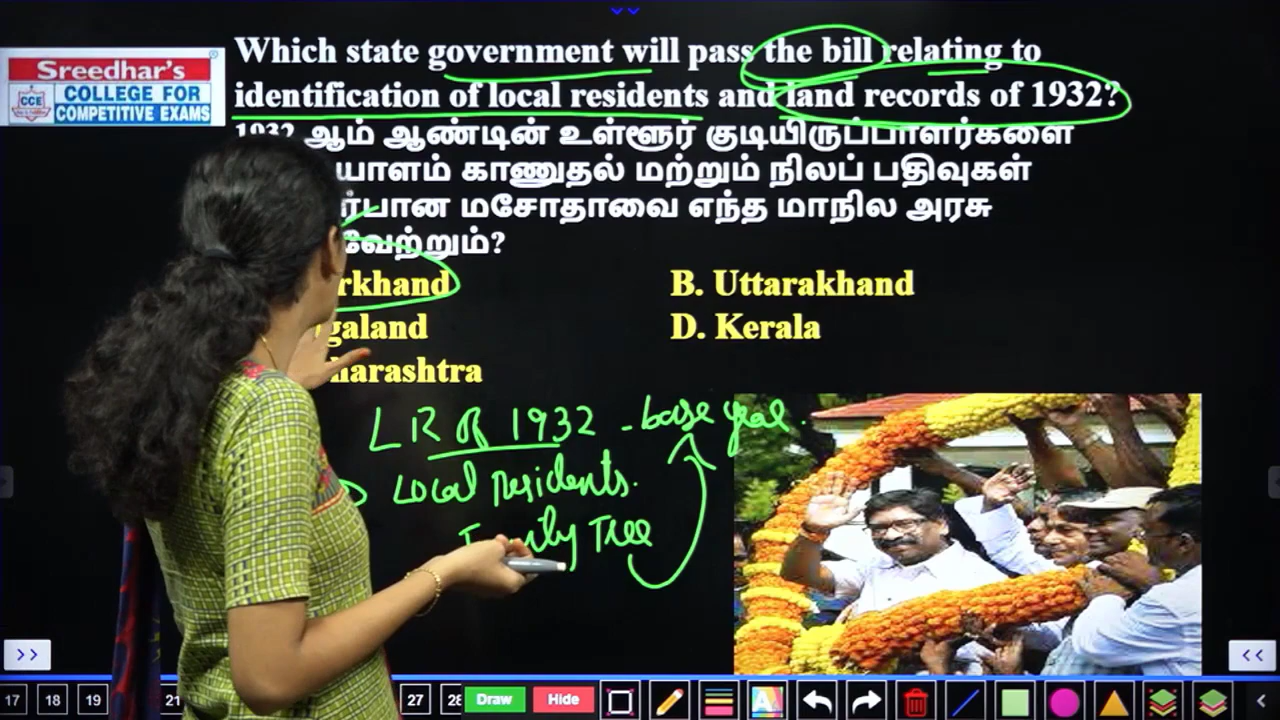 Sreedhar's
CCE
COLLEGE FOR
COMPETITIVE EXAMS
Which state government will pass the bill relating to
identification of local residents and land records of 1932?
1932 ஆம் ஆண்டின் உள்ளூர் குடியிருப்பாளர்களை
யாளம் காணுதல் மற்றும் நிலப் பதிவுகள்
ர்பான மசோதாவை எந்த மாநில அரசு
வேற்றும்?
rkhand
B. Uttarakhand
galand
D. Kerala
harashtra
LR of 1932 - base year.
Local residents.
Tree
>>
<<
17 18 19 21 27 28 Draw Hide